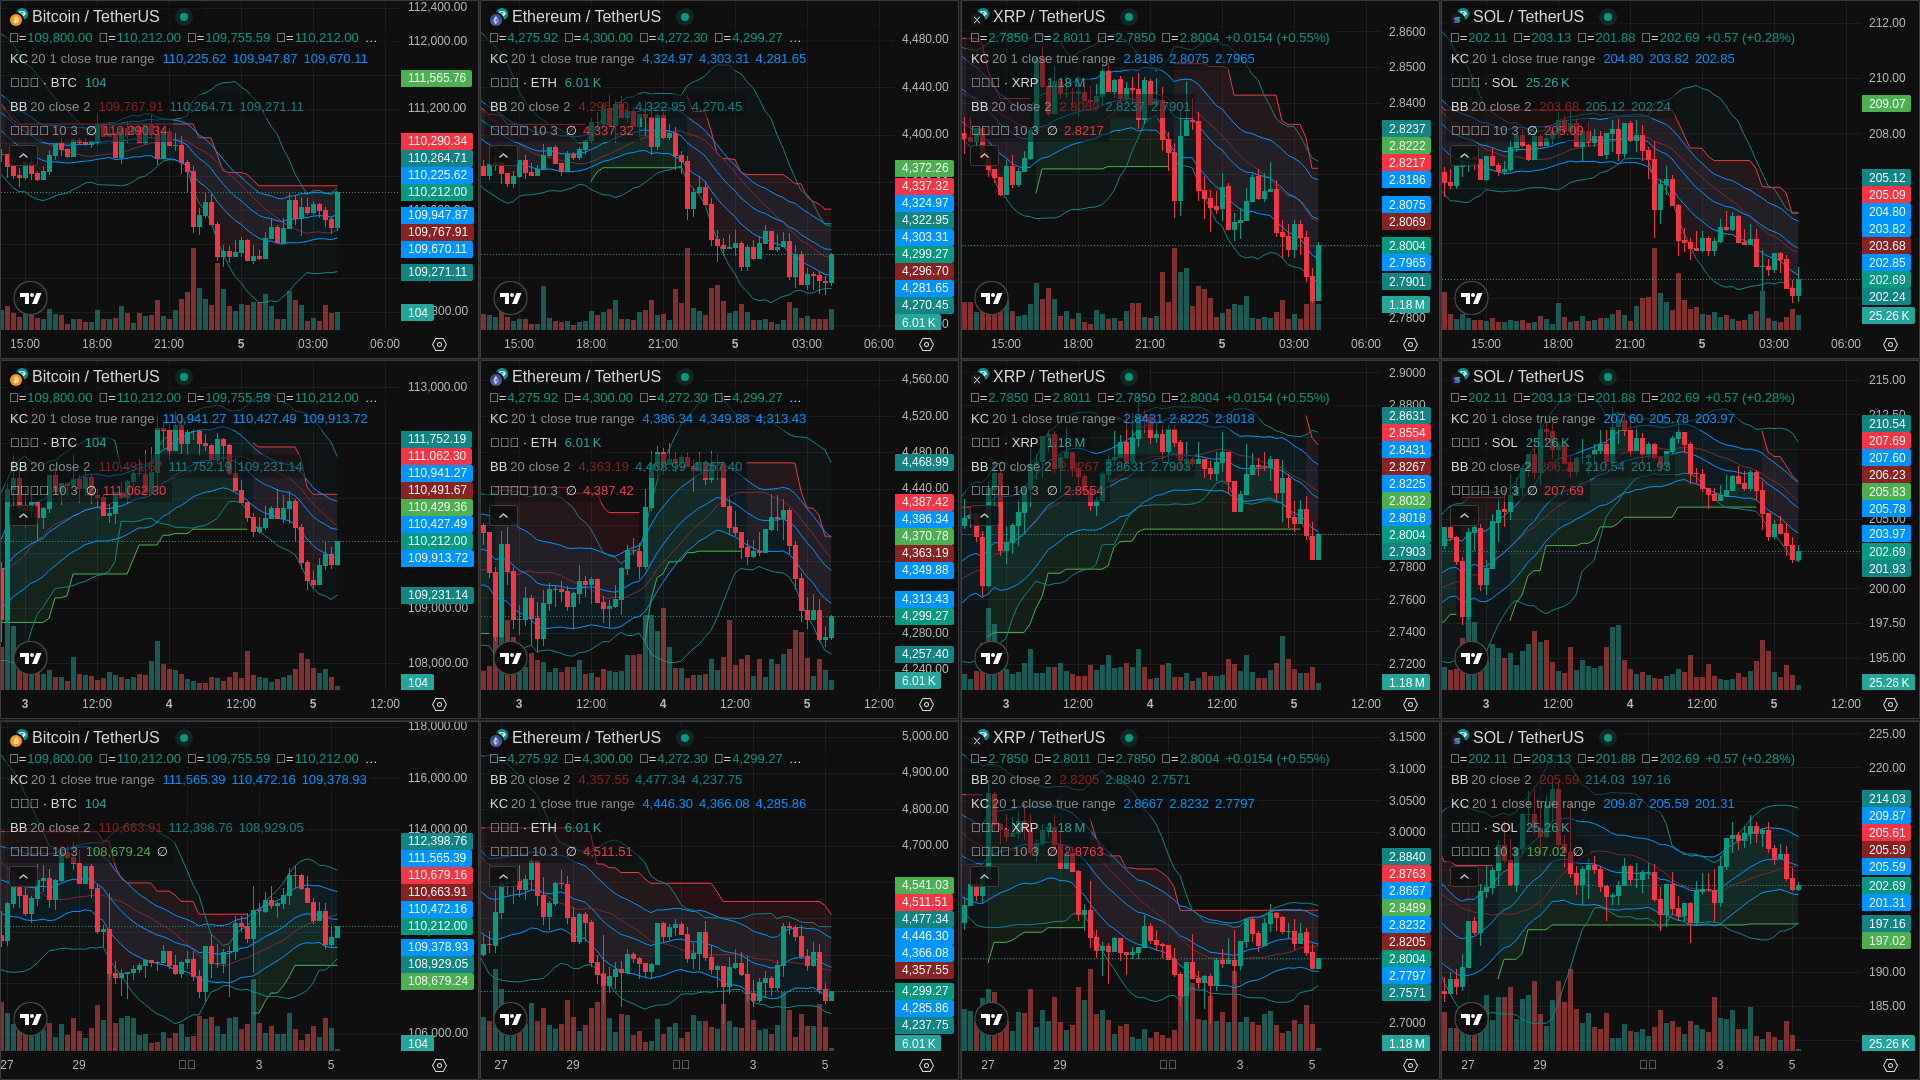 Bitcoin / TetherUS
=109,800.00 =110,212.00 =109,755.59 =110,212.00 ...
KC 20 1 close true range 110,225.62 109,947.87 109,670.11
· BTC 104
BB 20 close 2 109,767.91 110,264.71 109,271.11
10 3 ∅ 110,290.34
112,400.00
112,000.00
111,565.76
111,200.00
110,290.34
110,264.71
110,225.62
110,212.00
109,947.87
109,767.91
109,670.11
109,271.11
104
15:00 18:00 21:00 5 03:00 06:00
Ethereum / TetherUS
=4,275.92 =4,300.00 =4,272.30 =4,299.27 ...
KC 20 1 close true range 4,324.97 4,303.31 4,281.65
· ETH 6.01 K
BB 20 close 2 4,296.70 4,322.95 4,270.45
10 3 ∅ 4,337.32
4,480.00
4,440.00
4,400.00
4,372.26
4,337.32
4,324.97
4,322.95
4,303.31
4,299.27
4,296.70
4,281.65
4,270.45
6.01 K
15:00 18:00 21:00 5 03:00 06:00
XRP / TetherUS
=2.7850 =2.8011 =2.7850 =2.8004 +0.0154 (+0.55%)
KC 20 1 close true range 2.8186 2.8075 2.7965
· XRP 1.18 M
BB 20 close 2 2.8069 2.8237 2.7901
10 3 ∅ 2.8217
2.8600
2.8500
2.8400
2.8237
2.8222
2.8217
2.8186
2.8075
2.8069
2.8004
2.7965
2.7901
1.18 M
2.7800
15:00 18:00 21:00 5 03:00 06:00
SOL / TetherUS
=202.11 =203.13 =201.88 =202.69 +0.57 (+0.28%)
KC 20 1 close true range 204.80 203.82 202.85
· SOL 25.26 K
BB 20 close 2 203.68 205.12 202.24
10 3 ∅ 205.09
212.00
210.00
209.07
208.00
205.12
205.09
204.80
203.82
203.68
202.85
202.69
202.24
25.26 K
15:00 18:00 21:00 5 03:00 06:00
Bitcoin / TetherUS
=109,800.00 =110,212.00 =109,755.59 =110,212.00 ...
KC 20 1 close true range 110,941.27 110,427.49 109,913.72
· BTC 104
BB 20 close 2 110,491.67 111,752.19 109,231.14
10 3 ∅ 111,062.30
113,000.00
111,752.19
111,062.30
110,941.27
110,491.67
110,429.36
110,427.49
110,212.00
109,913.72
109,231.14
109,000.00
108,000.00
104
3 12:00 4 12:00 5 12:00
Ethereum / TetherUS
=4,275.92 =4,300.00 =4,272.30 =4,299.27 ...
KC 20 1 close true range 4,386.34 4,349.88 4,313.43
· ETH 6.01 K
BB 20 close 2 4,363.19 4,468.99 4,257.40
10 3 ∅ 4,387.42
4,560.00
4,520.00
4,480.00
4,468.99
4,440.00
4,387.42
4,386.34
4,370.78
4,363.19
4,349.88
4,313.43
4,299.27
4,280.00
4,257.40
4,240.00
6.01 K
3 12:00 4 12:00 5 12:00
XRP / TetherUS
=2.7850 =2.8011 =2.7850 =2.8004 +0.0154 (+0.55%)
KC 20 1 close true range 2.8431 2.8225 2.8018
· XRP 1.18 M
BB 20 close 2 2.8267 2.8631 2.7903
10 3 ∅ 2.8554
2.9000
2.8800
2.8631
2.8554
2.8431
2.8267
2.8225
2.8032
2.8018
2.8004
2.7903
2.7800
2.7600
2.7400
2.7200
1.18 M
3 12:00 4 12:00 5 12:00
SOL / TetherUS
=202.11 =203.13 =201.88 =202.69 +0.57 (+0.28%)
KC 20 1 close true range 207.60 205.78 203.97
· SOL 25.26 K
BB 20 close 2 206.23 210.54 201.93
10 3 ∅ 207.69
215.00
212.50
210.54
207.69
207.60
206.23
205.83
205.78
205.00
203.97
202.69
201.93
200.00
197.50
195.00
25.26 K
3 12:00 4 12:00 5 12:00
Bitcoin / TetherUS
=109,800.00 =110,212.00 =109,755.59 =110,212.00 ...
KC 20 1 close true range 111,565.39 110,472.16 109,378.93
· BTC 104
BB 20 close 2 110,663.91 112,398.76 108,929.05
10 3 108,679.24 ∅
118,000.00
116,000.00
114,000.00
112,398.76
111,565.39
110,679.16
110,663.91
110,472.16
110,212.00
109,378.93
108,929.05
108,679.24
106,000.00
104
27 29 3 5
Ethereum / TetherUS
=4,275.92 =4,300.00 =4,272.30 =4,299.27 ...
BB 20 close 2 4,357.55 4,477.34 4,237.75
KC 20 1 close true range 4,446.30 4,366.08 4,285.86
· ETH 6.01 K
10 3 ∅ 4,511.51
5,000.00
4,900.00
4,800.00
4,700.00
4,541.03
4,511.51
4,477.34
4,446.30
4,366.08
4,357.55
4,299.27
4,285.86
4,237.75
6.01 K
27 29 3 5
XRP / TetherUS
=2.7850 =2.8011 =2.7850 =2.8004 +0.0154 (+0.55%)
BB 20 close 2 2.8205 2.8840 2.7571
KC 20 1 close true range 2.8667 2.8232 2.7797
· XRP 1.18 M
10 3 ∅ 2.8763
3.1500
3.1000
3.0500
3.0000
2.8840
2.8763
2.8667
2.8489
2.8232
2.8205
2.8004
2.7797
2.7571
2.7000
1.18 M
27 29 3 5
SOL / TetherUS
=202.11 =203.13 =201.88 =202.69 +0.57 (+0.28%)
BB 20 close 2 205.59 214.03 197.16
KC 20 1 close true range 209.87 205.59 201.31
· SOL 25.26 K
10 3 197.02 ∅
225.00
220.00
214.03
209.87
205.61
205.59
205.59
202.69
201.31
197.16
197.02
190.00
185.00
25.26 K
27 29 3 5